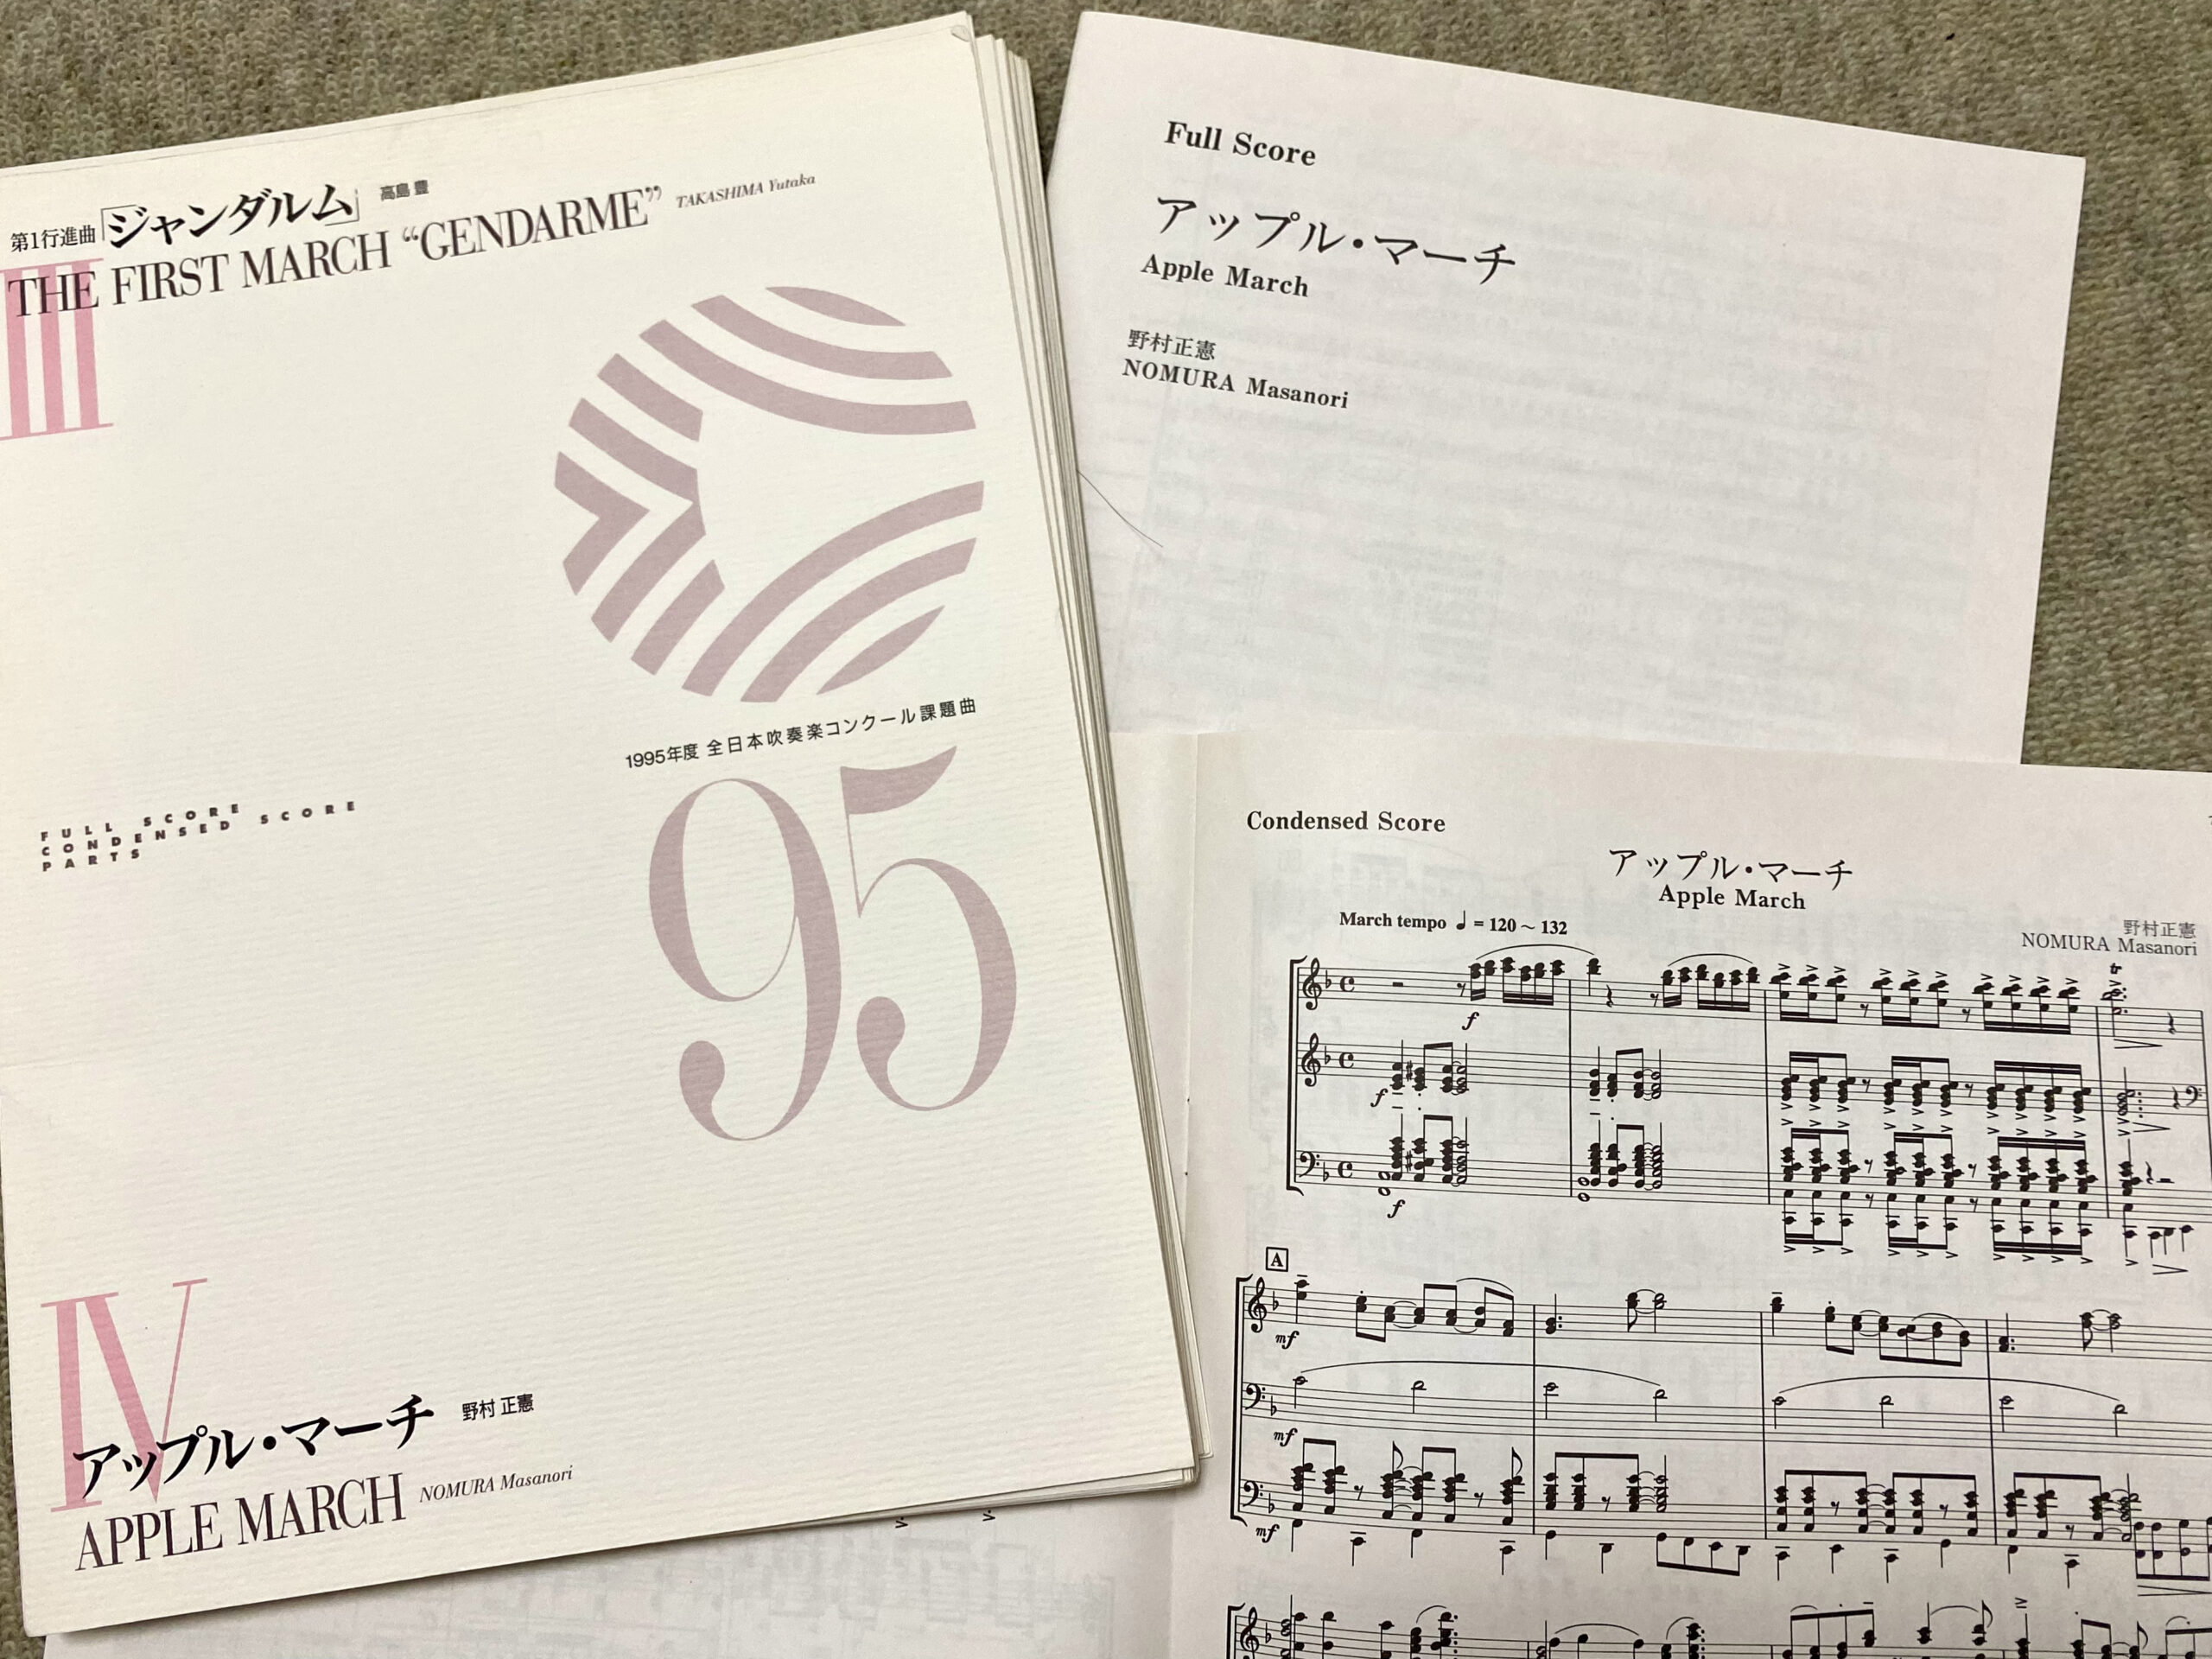 第1行進曲「ジャンダルム」 高島 豊
THE FIRST MARCH “GENDARME” TAKASHIMA Yutaka
III
1995年度 全日本吹奏楽コンクール課題曲
95
FULL SCORE
CONDENSED SCORE
PARTS
IV
アップル・マーチ 野村 正憲
APPLE MARCH NOMURA Masanori
Full Score
アップル・マーチ
Apple March
野村正憲
NOMURA Masanori
Condensed Score
アップル・マーチ
Apple March
March tempo ♩ = 120 ~ 132
野村正憲
NOMURA Masanori
tr
f
f
f
A
mf
mf
mf